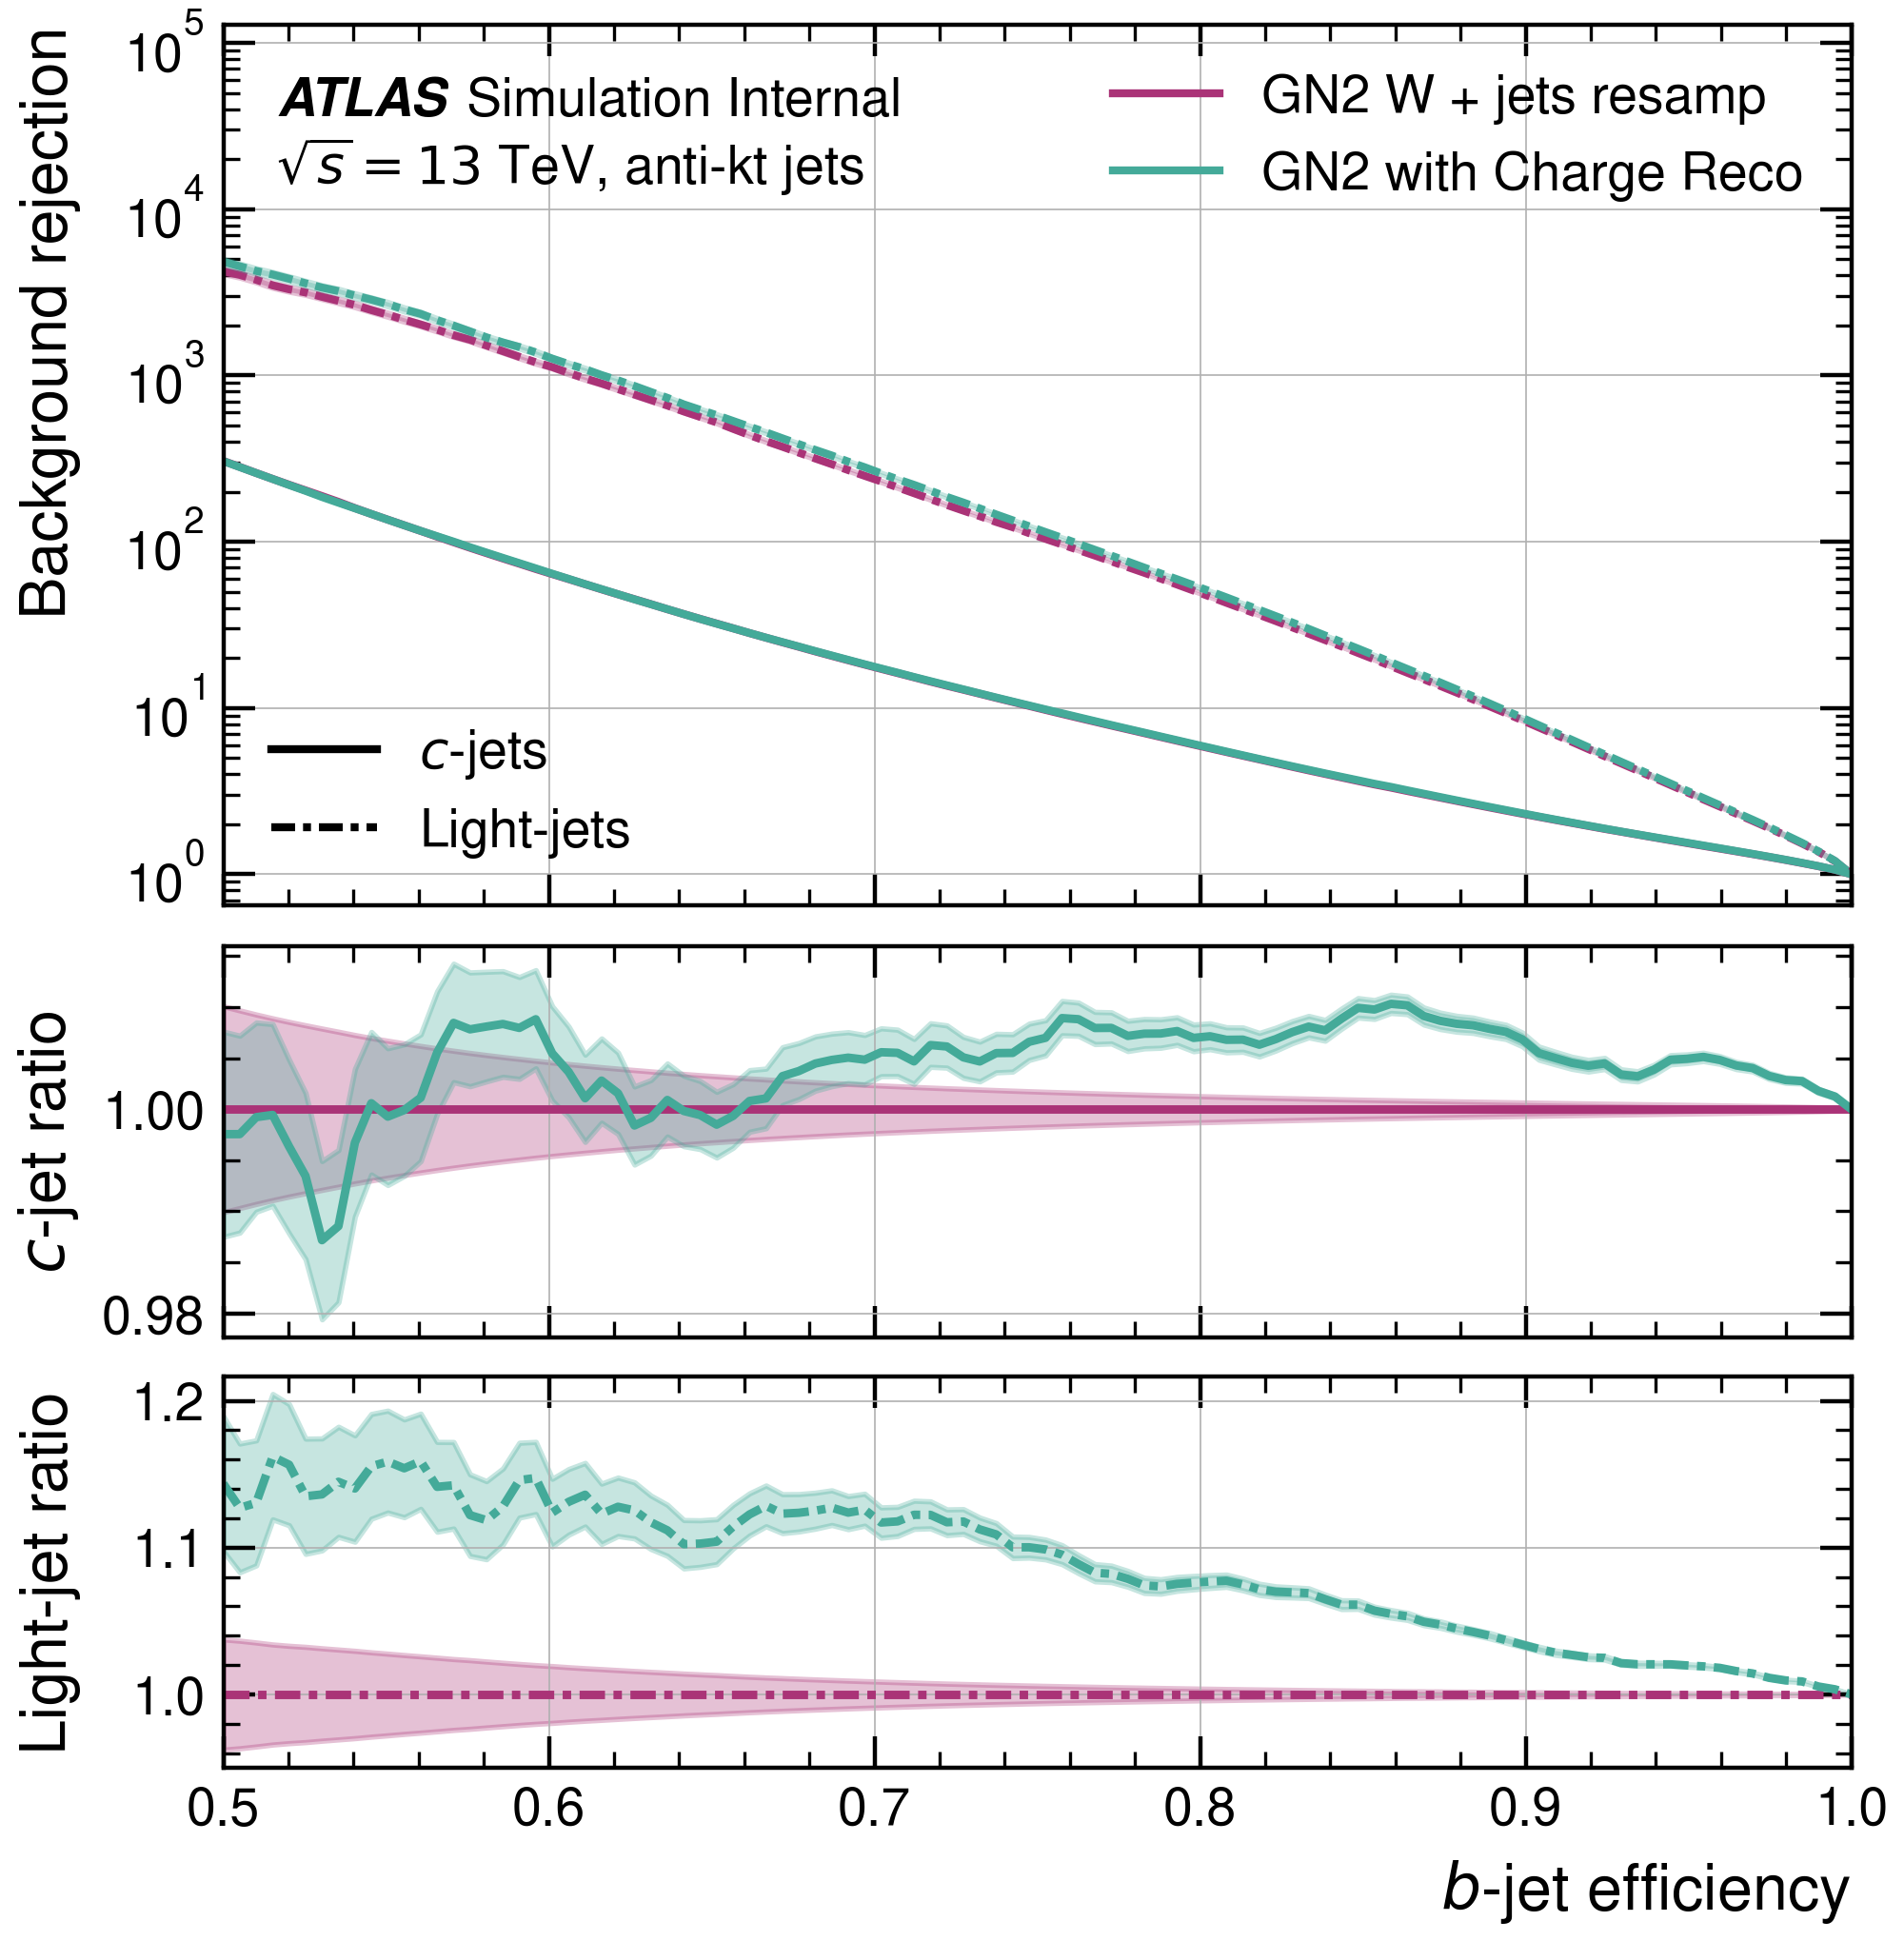 Background rejection
10^5
10^4
10^3
10^2
10^1
10^0
ATLAS Simulation Internal
√s = 13 TeV, anti-kt jets
GN2 W + jets resamp
GN2 with Charge Reco
c-jets
Light-jets
c-jet ratio
1.00
0.98
Light-jet ratio
1.2
1.1
1.0
0.5 0.6 0.7 0.8 0.9 1.0
b-jet efficiency